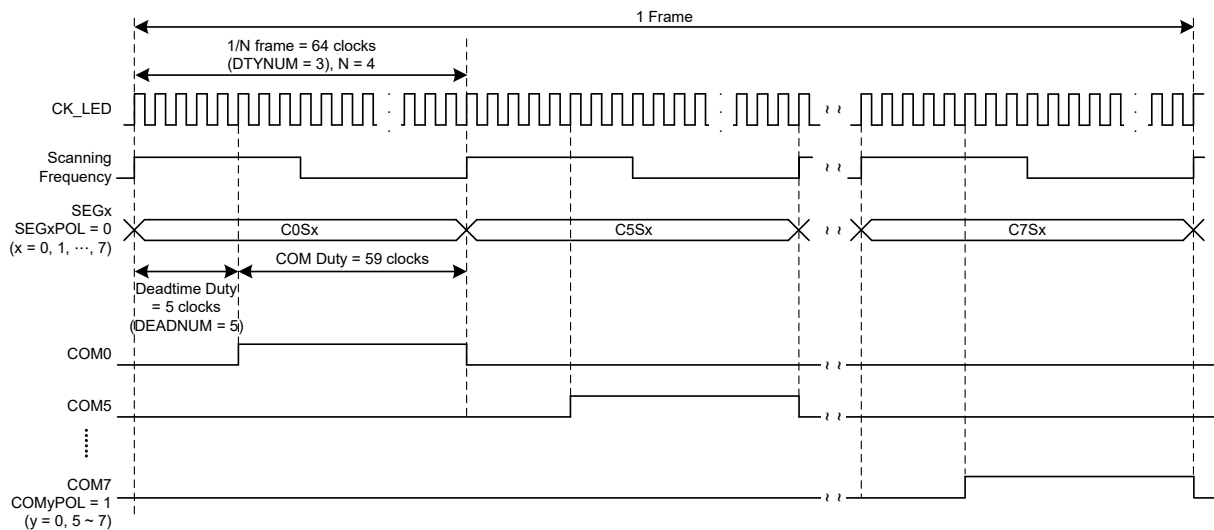 1 Frame
1/N frame = 64 clocks
(DTYNUM = 3), N = 4
CK_LED
Scanning
Frequency
SEGx
SEGxPOL = 0
(x = 0, 1, ⋯, 7)
C0Sx
C5Sx
C7Sx
COM Duty = 59 clocks
Deadtime Duty
= 5 clocks
(DEADNUM = 5)
COM0
COM5
COM7
COMyPOL = 1
(y = 0, 5 ~ 7)